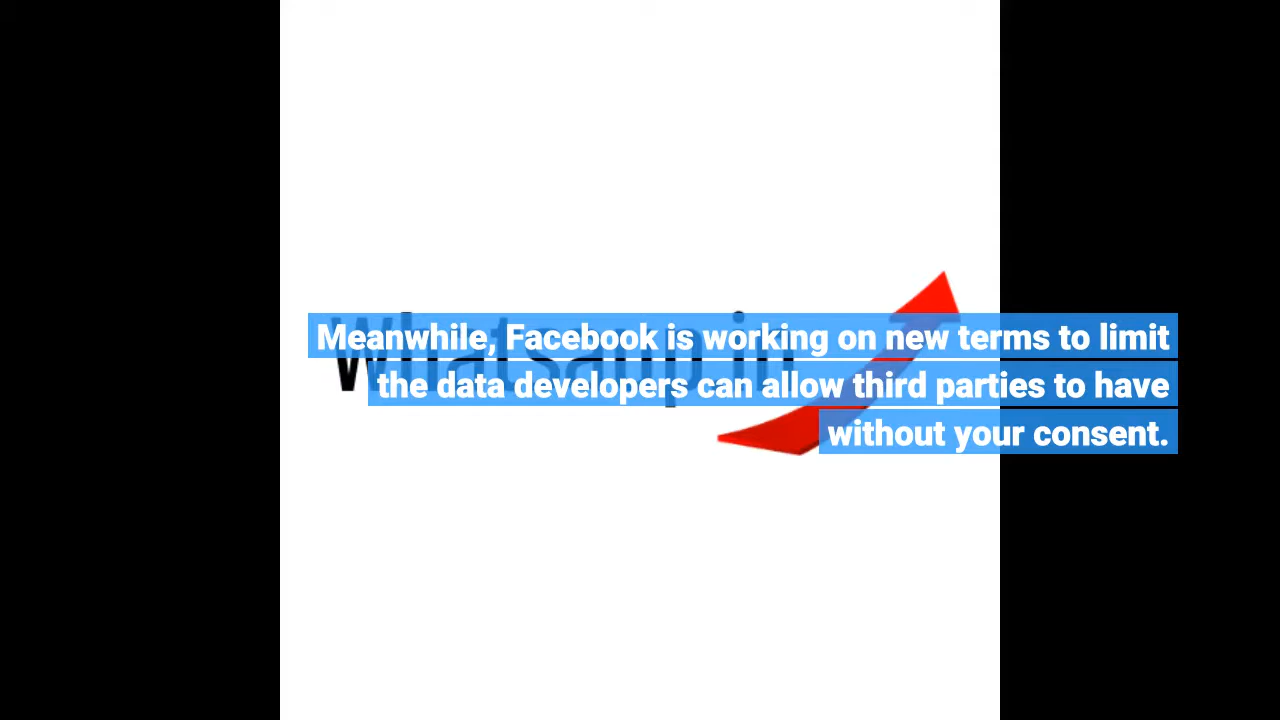 Meanwhile, Facebook is working on new terms to limit
the data developers can allow third parties to have
without your consent.